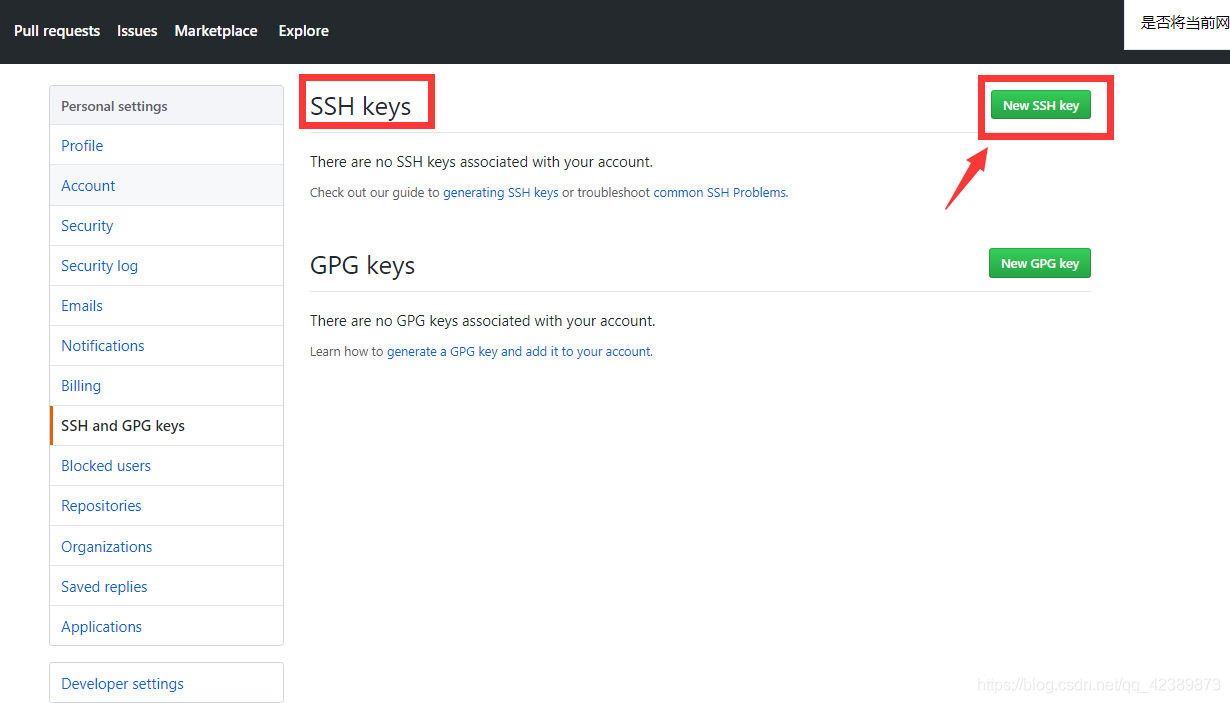 Pull requests Issues Marketplace Explore
是否将当前网
Personal settings
Profile
Account
Security
Security log
Emails
Notifications
Billing
SSH and GPG keys
Blocked users
Repositories
Organizations
Saved replies
Applications
Developer settings
SSH keys
New SSH key
There are no SSH keys associated with your account.
Check out our guide to generating SSH keys or troubleshoot common SSH Problems.
GPG keys
New GPG key
There are no GPG keys associated with your account.
Learn how to generate a GPG key and add it to your account.
https://blog.csdn.net/qq_42389873